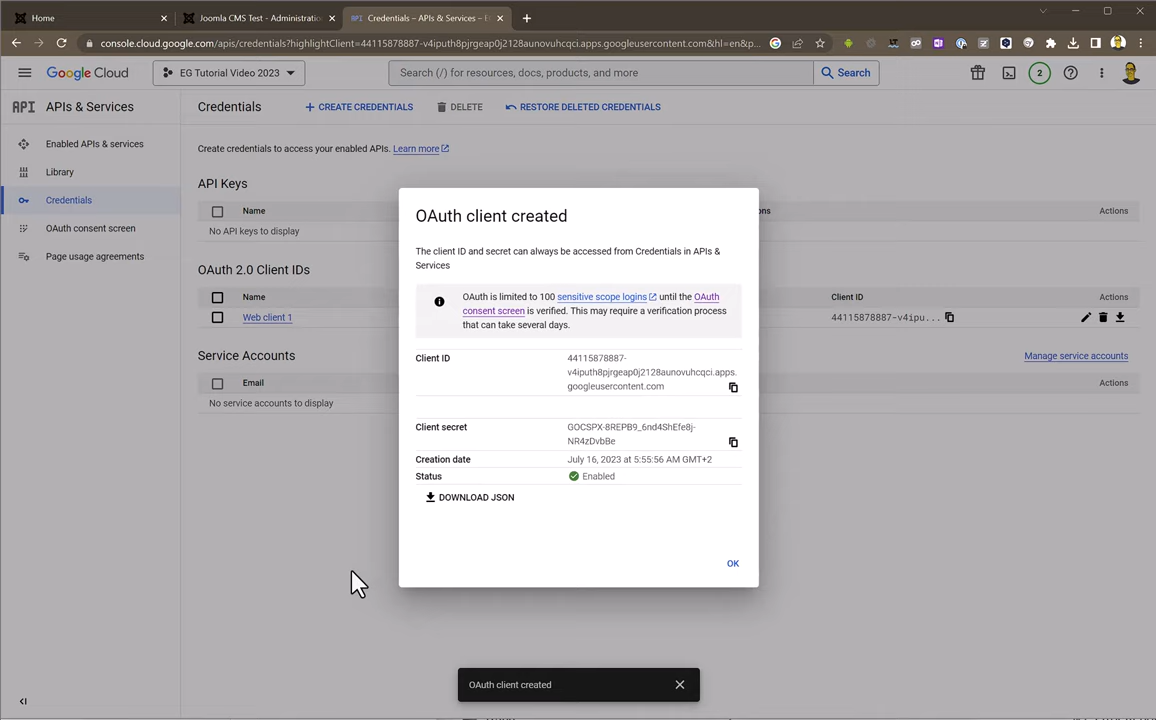 Home
Joomla CMS Test - Administratio
Credentials – APIs & Services – E
console.cloud.google.com/apis/credentials?highlightClient=44115878887-v4iputh8pjrgeap0j2128aunovuhcqci.apps.googleusercontent.com&hl=en&p...
Google Cloud
EG Tutorial Video 2023
Search (/) for resources, docs, products, and more
Search
2
API APIs & Services
Enabled APIs & services
Library
Credentials
OAuth consent screen
Page usage agreements
Credentials
+ CREATE CREDENTIALS
DELETE
RESTORE DELETED CREDENTIALS
Create credentials to access your enabled APIs. Learn more
API Keys
Name
ons
Actions
No API keys to display
OAuth 2.0 Client IDs
Name
Client ID
Actions
Web client 1
44115878887-v4ipu...
Service Accounts
Manage service accounts
Email
Actions
No service accounts to display
OAuth client created
The client ID and secret can always be accessed from Credentials in APIs &
Services
OAuth is limited to 100 sensitive scope logins until the OAuth
consent screen is verified. This may require a verification process
that can take several days.
Client ID
44115878887-
v4iputh8pjrgeap0j2128aunovuhcqci.apps.
googleusercontent.com
Client secret
GOCSPX-8REPB9_6nd4ShEfe8j-
NR4zDvbBe
Creation date
July 16, 2023 at 5:55:56 AM GMT+2
Status
Enabled
DOWNLOAD JSON
OK
OAuth client created